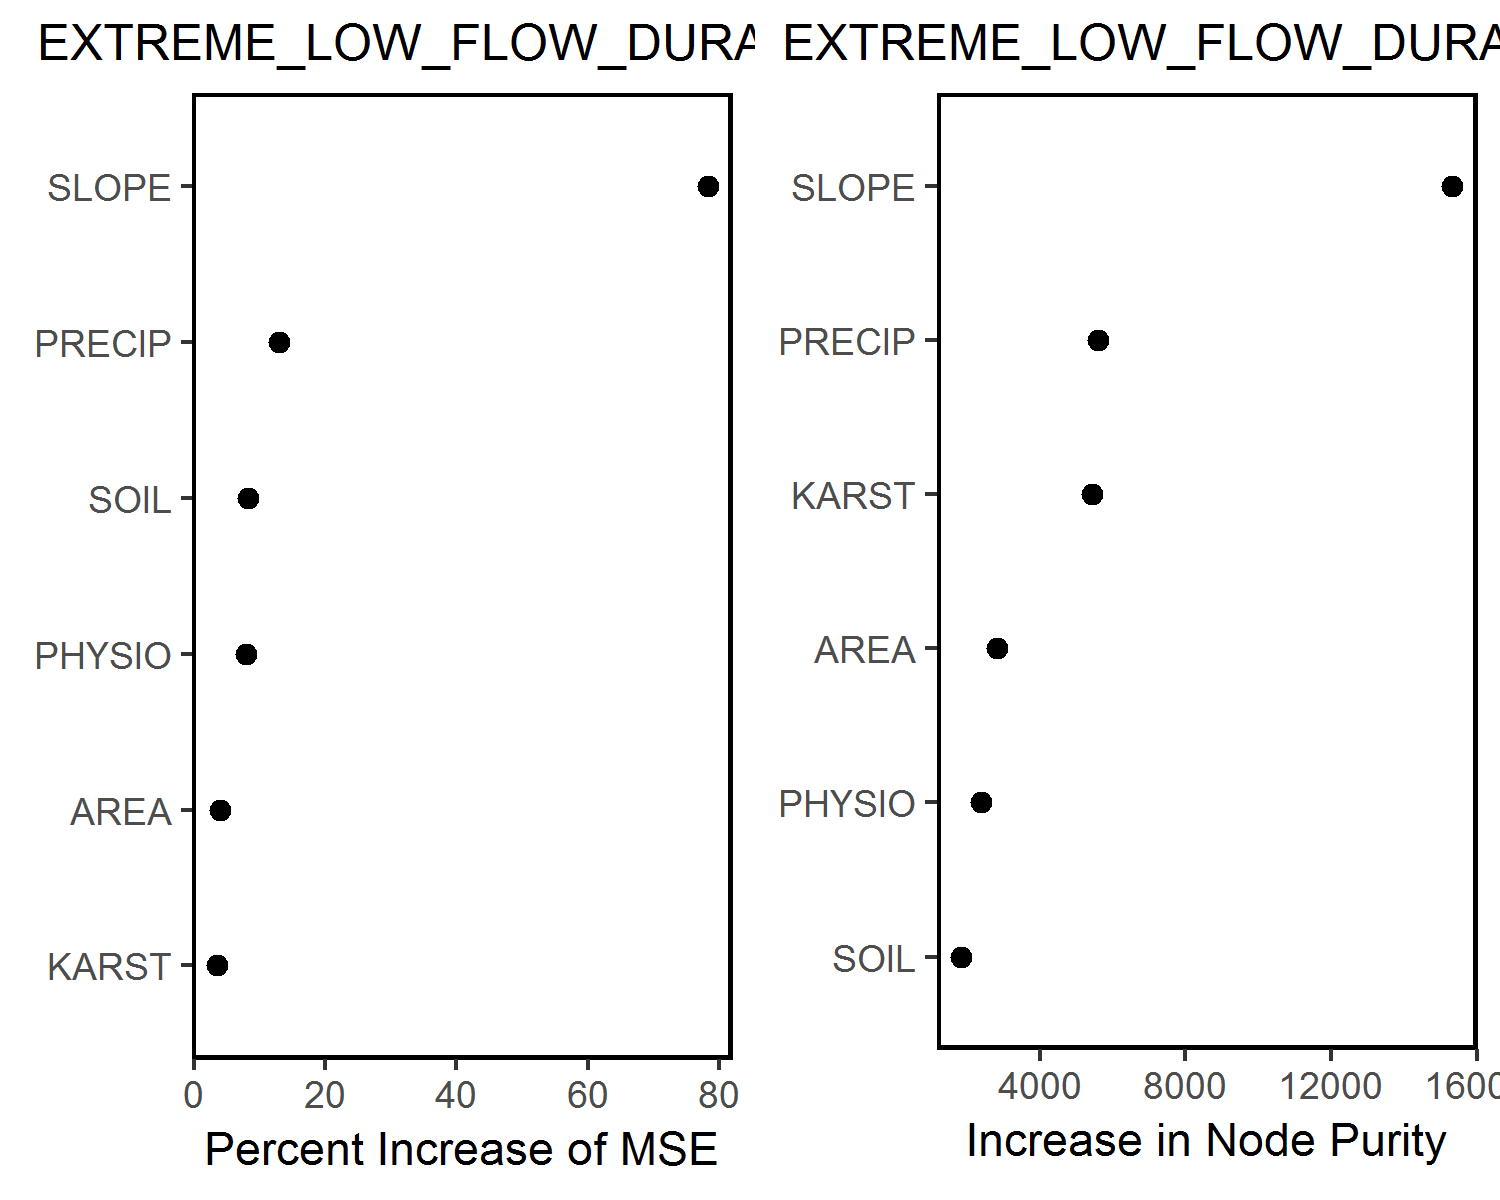 EXTREME_LOW_FLOW_DURA
SLOPE
PRECIP
SOIL
PHYSIO
AREA
KARST
0 20 40 60 80
Percent Increase of MSE
EXTREME_LOW_FLOW_DURA
SLOPE
PRECIP
KARST
AREA
PHYSIO
SOIL
4000 8000 12000 1600
Increase in Node Purity